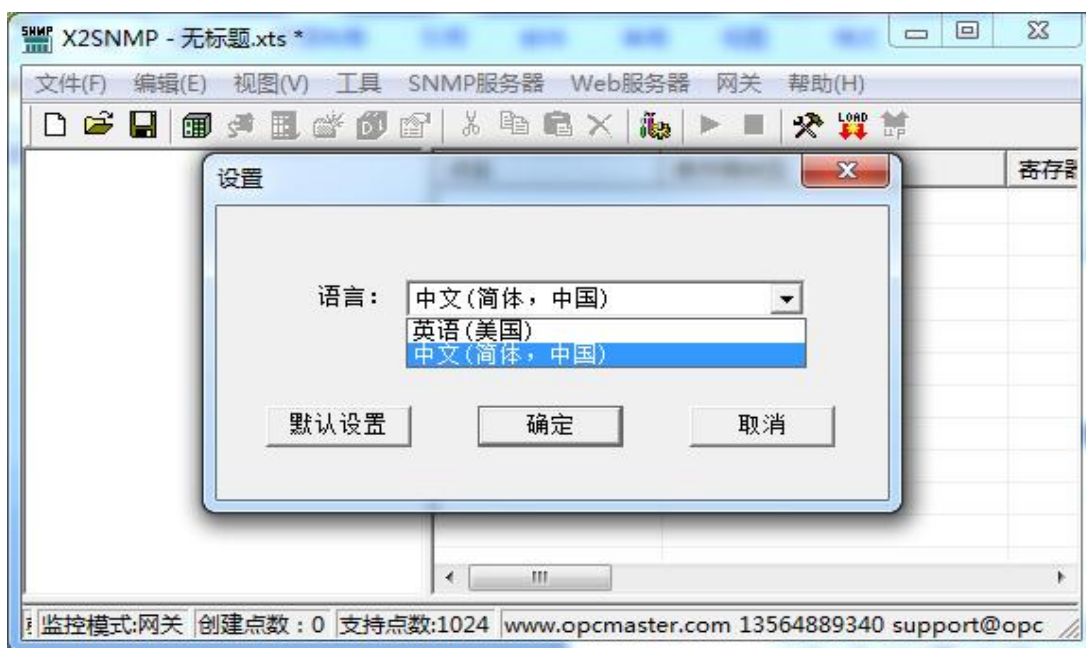 SNMP X2SNMP - 无标题.xts *
文件(F) 编辑(E) 视图(V) 工具 SNMP服务器 Web服务器 网关 帮助(H)
DI LOAD UP
设置 寄存器
语言: 中文(简体,中国)
英语(美国)
中文(简体,中国)
默认设置 确定 取消
监控模式:网关 创建点数:0 支持点数:1024 www.opcmaster.com 13564889340 support@opc